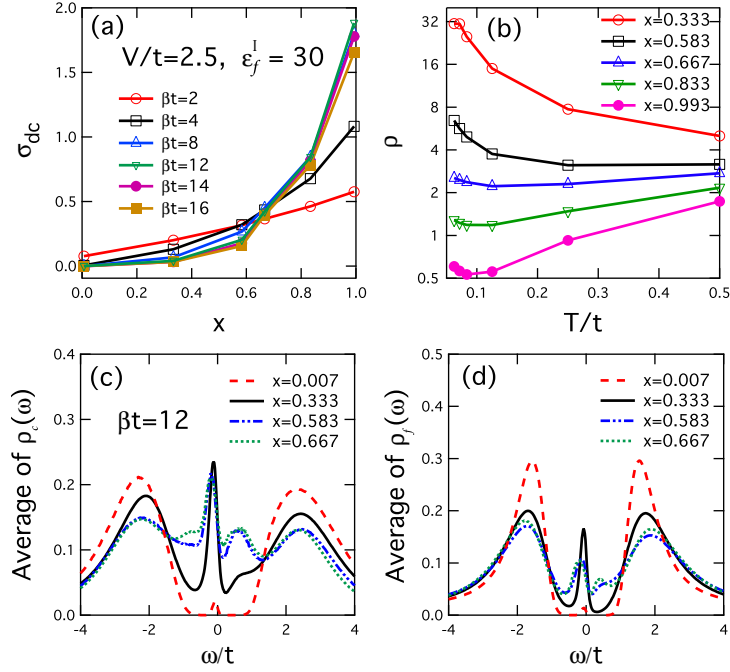 (a)
V/t=2.5, ε_f^I = 30
βt=2
βt=4
βt=8
βt=12
βt=14
βt=16
σ_dc
2.0
1.5
1.0
0.5
0.0
0.0 0.2 0.4 0.6 0.8 1.0
x
(b)
x=0.333
x=0.583
x=0.667
x=0.833
x=0.993
ρ
32
16
8
4
2
1
0.5
0.1 0.2 0.3 0.4 0.5
T/t
(c)
βt=12
x=0.007
x=0.333
x=0.583
x=0.667
Average of ρ_c(ω)
0.4
0.3
0.2
0.1
0.0
-4 -2 0 2 4
ω/t
(d)
x=0.007
x=0.333
x=0.583
x=0.667
Average of ρ_f(ω)
0.5
0.4
0.3
0.2
0.1
0.0
-4 -2 0 2 4
ω/t